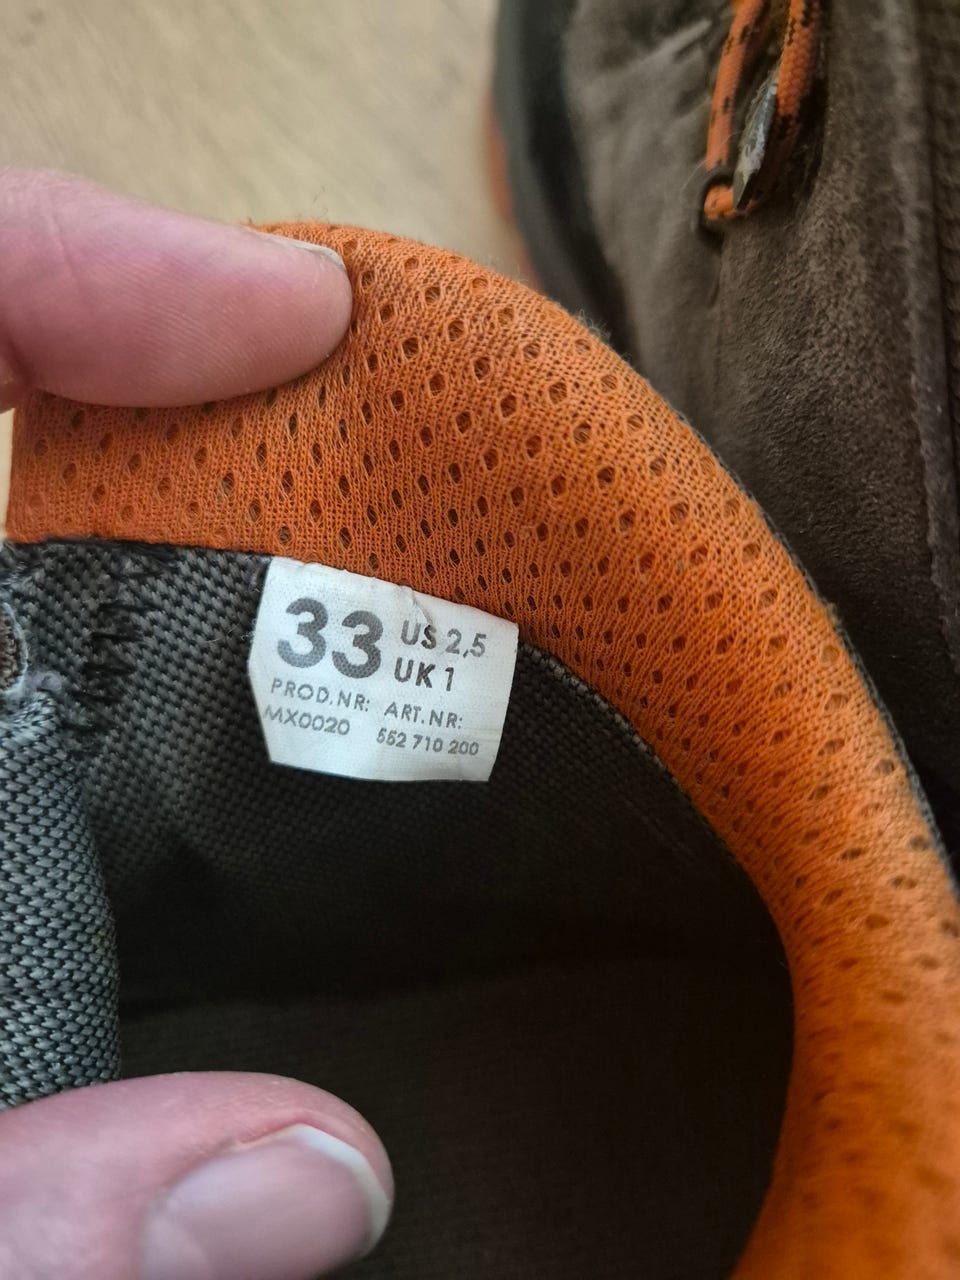 33 US 2,5
UK 1
PROD.NR: ART.NR:
MX0020 552 710 200